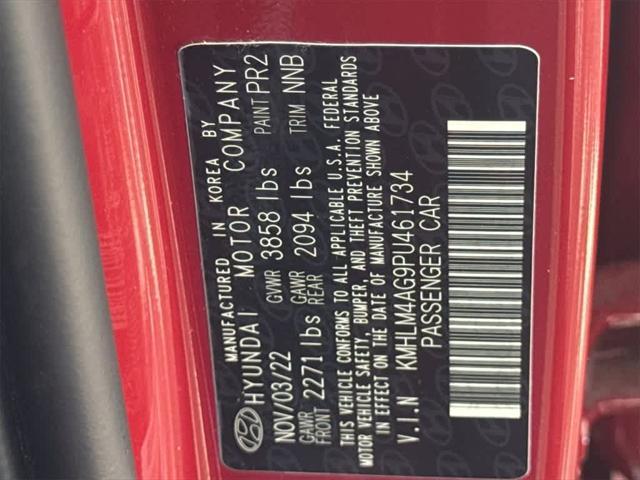 MANUFACTURED IN KOREA BY
HYUNDAI MOTOR COMPANY
NOV/03/22 GVWR 3858 lbs PAINT PR2
GAWR FRONT 2271 lbs GAWR REAR 2094 lbs TRIM NNB
THIS VEHICLE CONFORMS TO ALL APPLICABLE U.S.A. FEDERAL
MOTOR VEHICLE SAFETY, BUMPER, AND THEFT PREVENTION STANDARDS
IN EFFECT ON THE DATE OF MANUFACTURE SHOWN ABOVE
V.I.N KMHLM4AG9PU461734
PASSENGER CAR